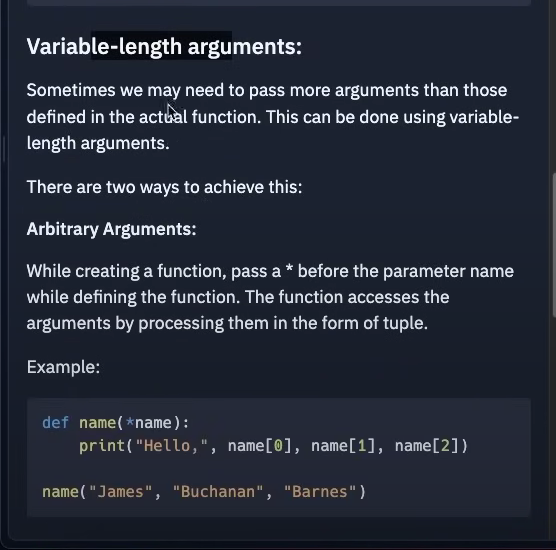 Variable-length arguments:
Sometimes we may need to pass more arguments than those
defined in the actual function. This can be done using variable-
length arguments.
There are two ways to achieve this:
Arbitrary Arguments:
While creating a function, pass a * before the parameter name
while defining the function. The function accesses the
arguments by processing them in the form of tuple.
Example:
def name(*name):
    print("Hello,", name[0], name[1], name[2])
name("James", "Buchanan", "Barnes")